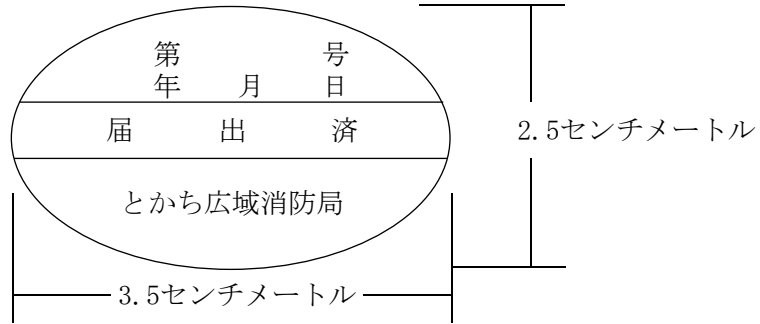 第 号
年 月 日
届 出 済
とかち広域消防局
2.5センチメートル
3.5センチメートル